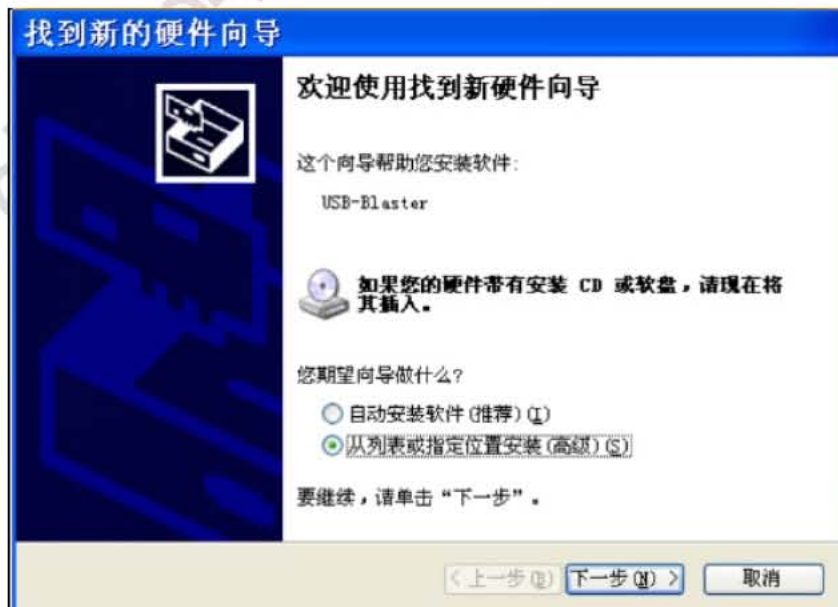 找到新的硬件向导
欢迎使用找到新硬件向导
这个向导帮助您安装软件:
USB-Blaster
如果您的硬件带有安装 CD 或软盘，请现在将
其插入。
您期望向导做什么?
自动安装软件(推荐)(I)
从列表或指定位置安装(高级)(S)
要继续，请单击“下一步”。
<上一步(B) 下一步(N)> 取消